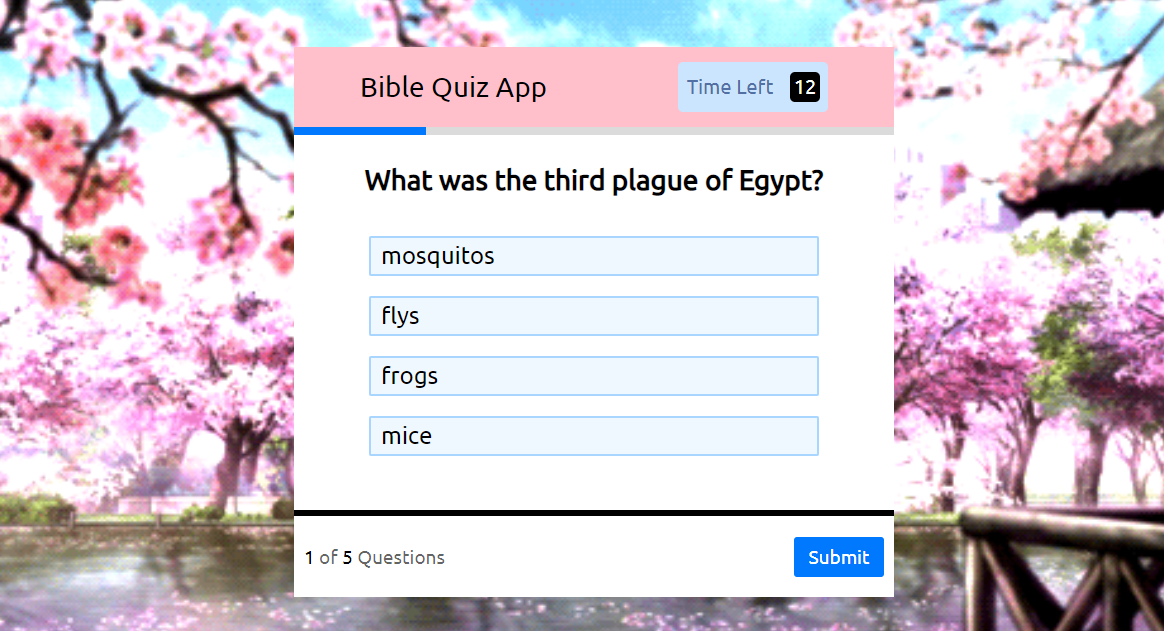 Bible Quiz App
Time Left 12
What was the third plague of Egypt?
mosquitos
flys
frogs
mice
1 of 5 Questions
Submit